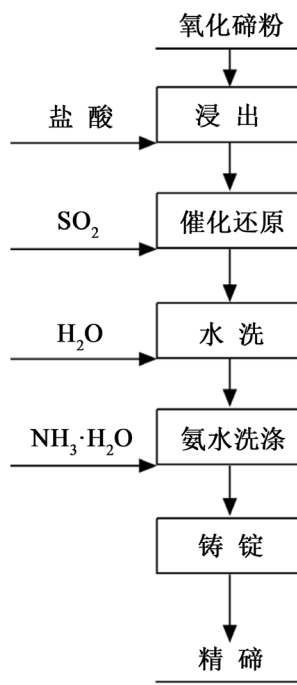 氧化碲粉
盐 酸
浸 出
SO₂
催化还原
H₂O
水 洗
NH₃·H₂O
氨水洗涤
铸 锭
精 碲